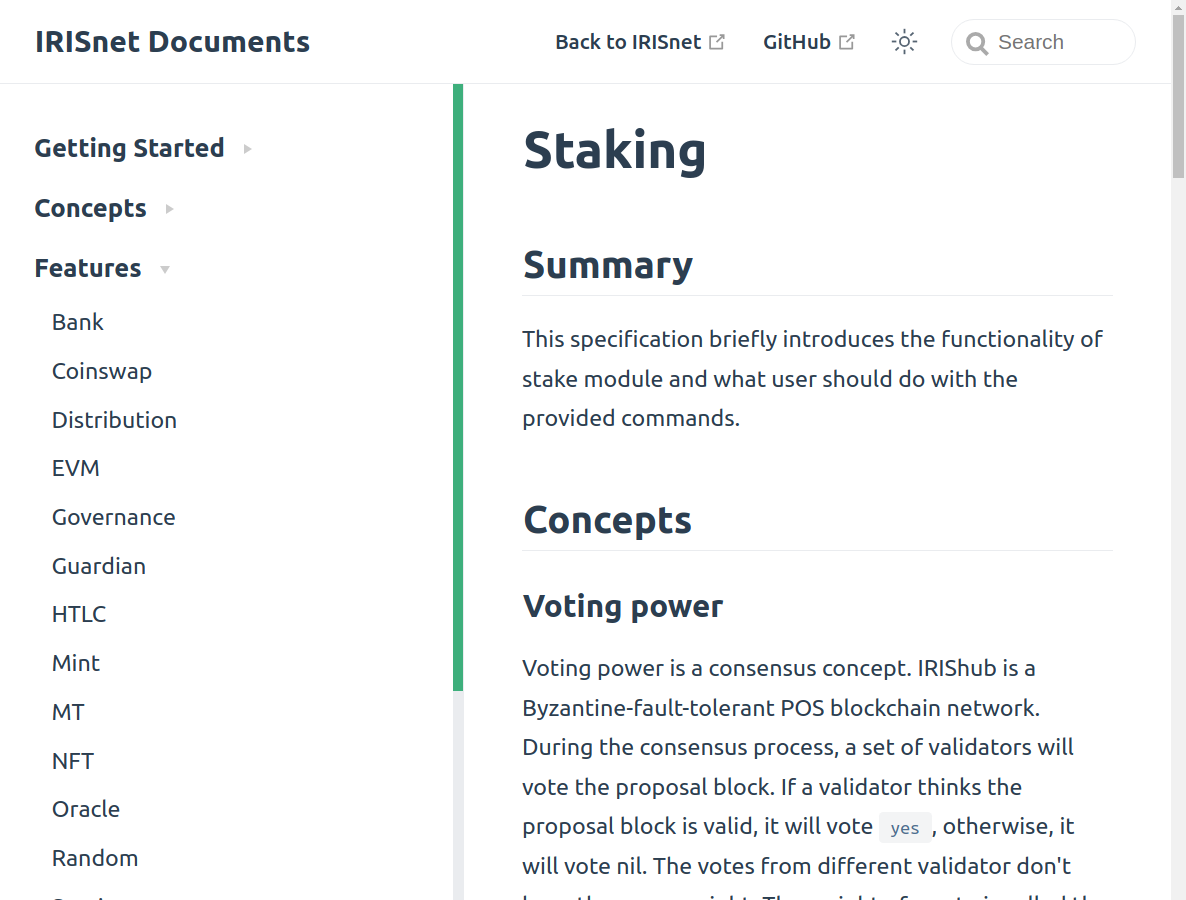 IRISnet Documents
Back to IRISnet
GitHub
Search
Getting Started
Concepts
Features
Bank
Coinswap
Distribution
EVM
Governance
Guardian
HTLC
Mint
MT
NFT
Oracle
Random
Staking
Summary
This specification briefly introduces the functionality of
stake module and what user should do with the
provided commands.
Concepts
Voting power
Voting power is a consensus concept. IRIShub is a
Byzantine-fault-tolerant POS blockchain network.
During the consensus process, a set of validators will
vote the proposal block. If a validator thinks the
proposal block is valid, it will vote yes, otherwise, it
will vote nil. The votes from different validator don't